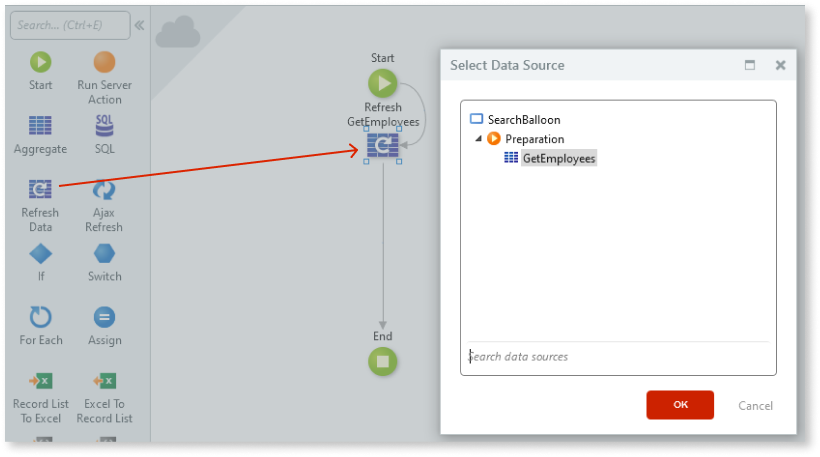 Search... (Ctrl+E)
Start
Run Server
Action
Aggregate
SQL
SQL
Refresh
Data
Ajax
Refresh
If
Switch
For Each
Assign
Record List
To Excel
Excel To
Record List
Start
Refresh
GetEmployees
End
Select Data Source
SearchBalloon
Preparation
GetEmployees
Search data sources
OK
Cancel